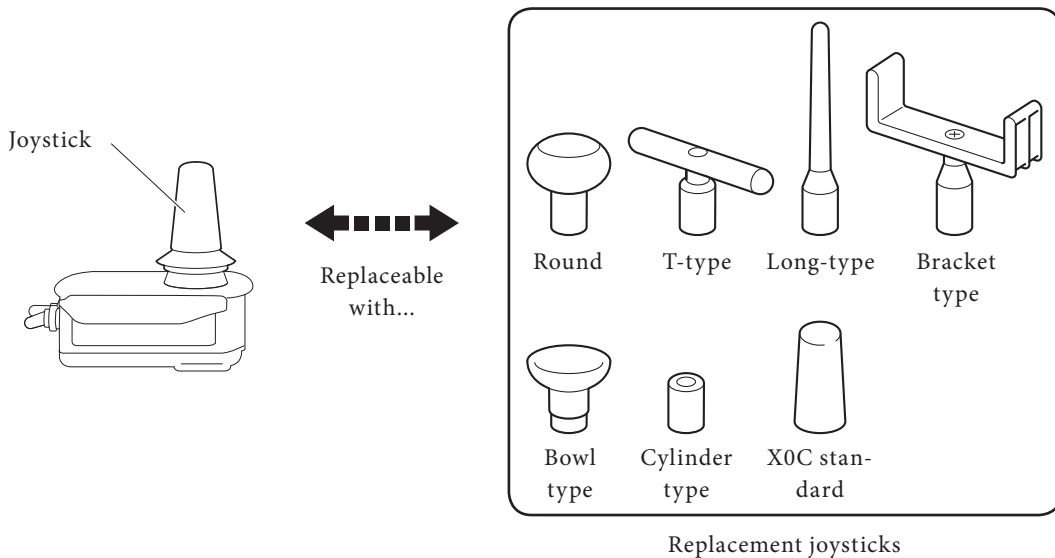 Joystick
Replaceable
with...
Round
T-type
Long-type
Bracket
type
Bowl
type
Cylinder
type
X0C stan-
dard
Replacement joysticks